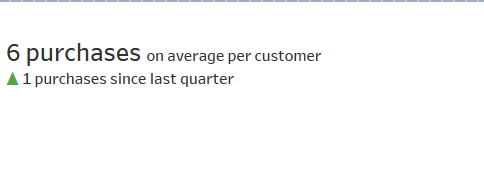 6 purchases on average per customer
▲ 1 purchases since last quarter